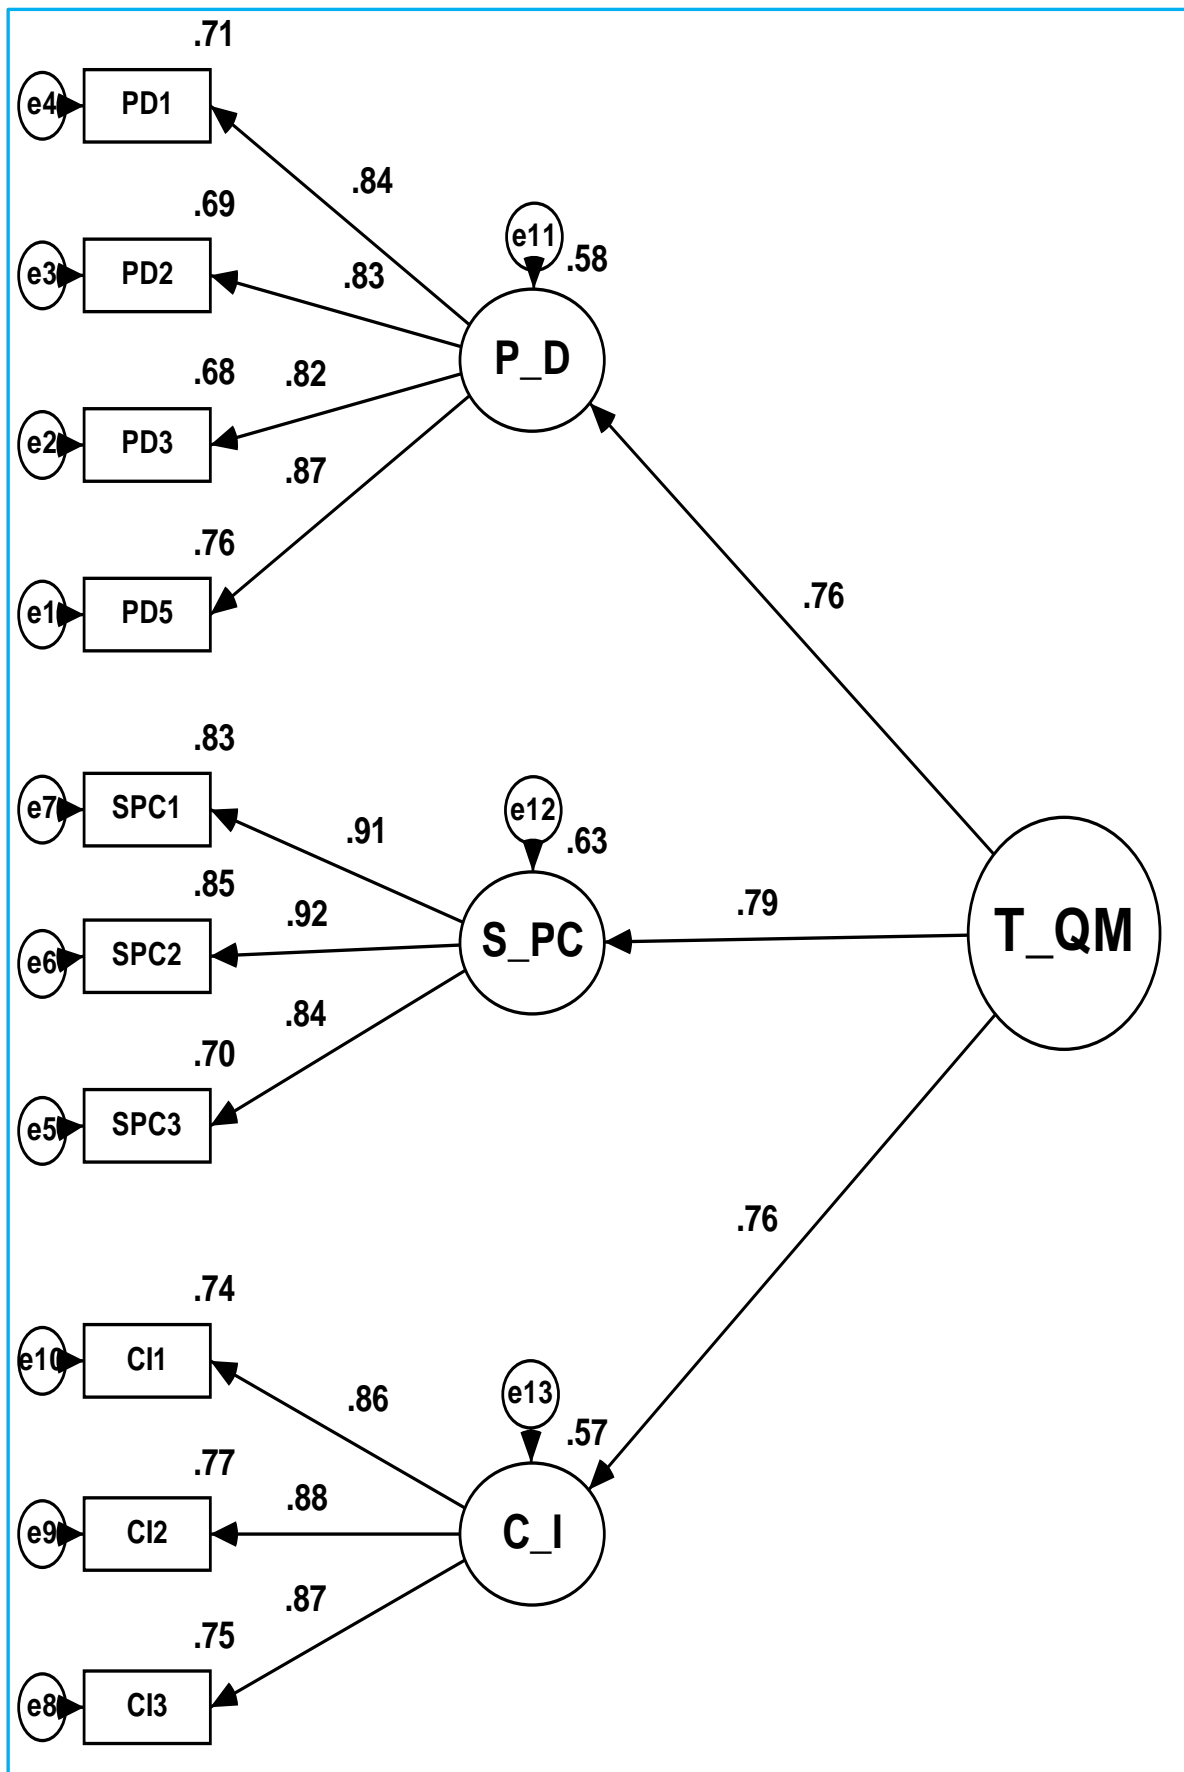 .71
e4 PD1
.84
.69
e11
.58
e3 PD2
.83
P_D
.68
.82
e2 PD3
.87
.76
e1 PD5
.76
.83
e7 SPC1
e12
.91
.63
.85
.92
.79
e6 SPC2
S_PC
T_QM
.84
.70
e5 SPC3
.76
.74
e10 CI1
.86
e13
.57
.77
.88
e9 CI2
C_I
.87
.75
e8 CI3